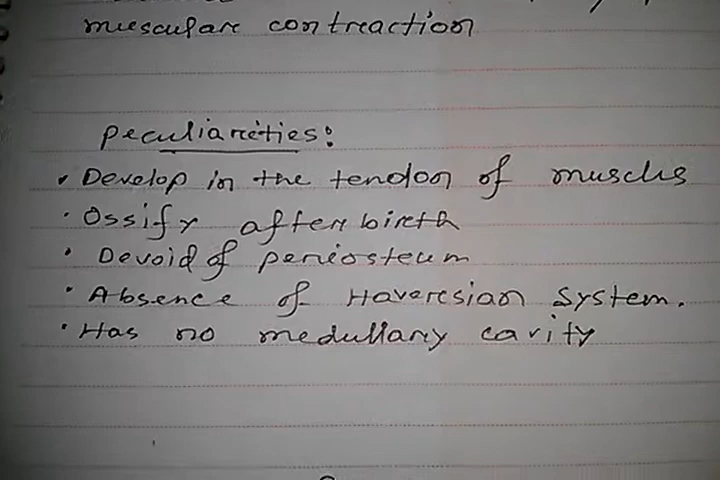 muscular contraction
peculiarities:
• Develop in the tendon of muscles
• Ossify after birth
• Devoid of periosteum
• Absence of Haversian System.
• Has no medullary cavity